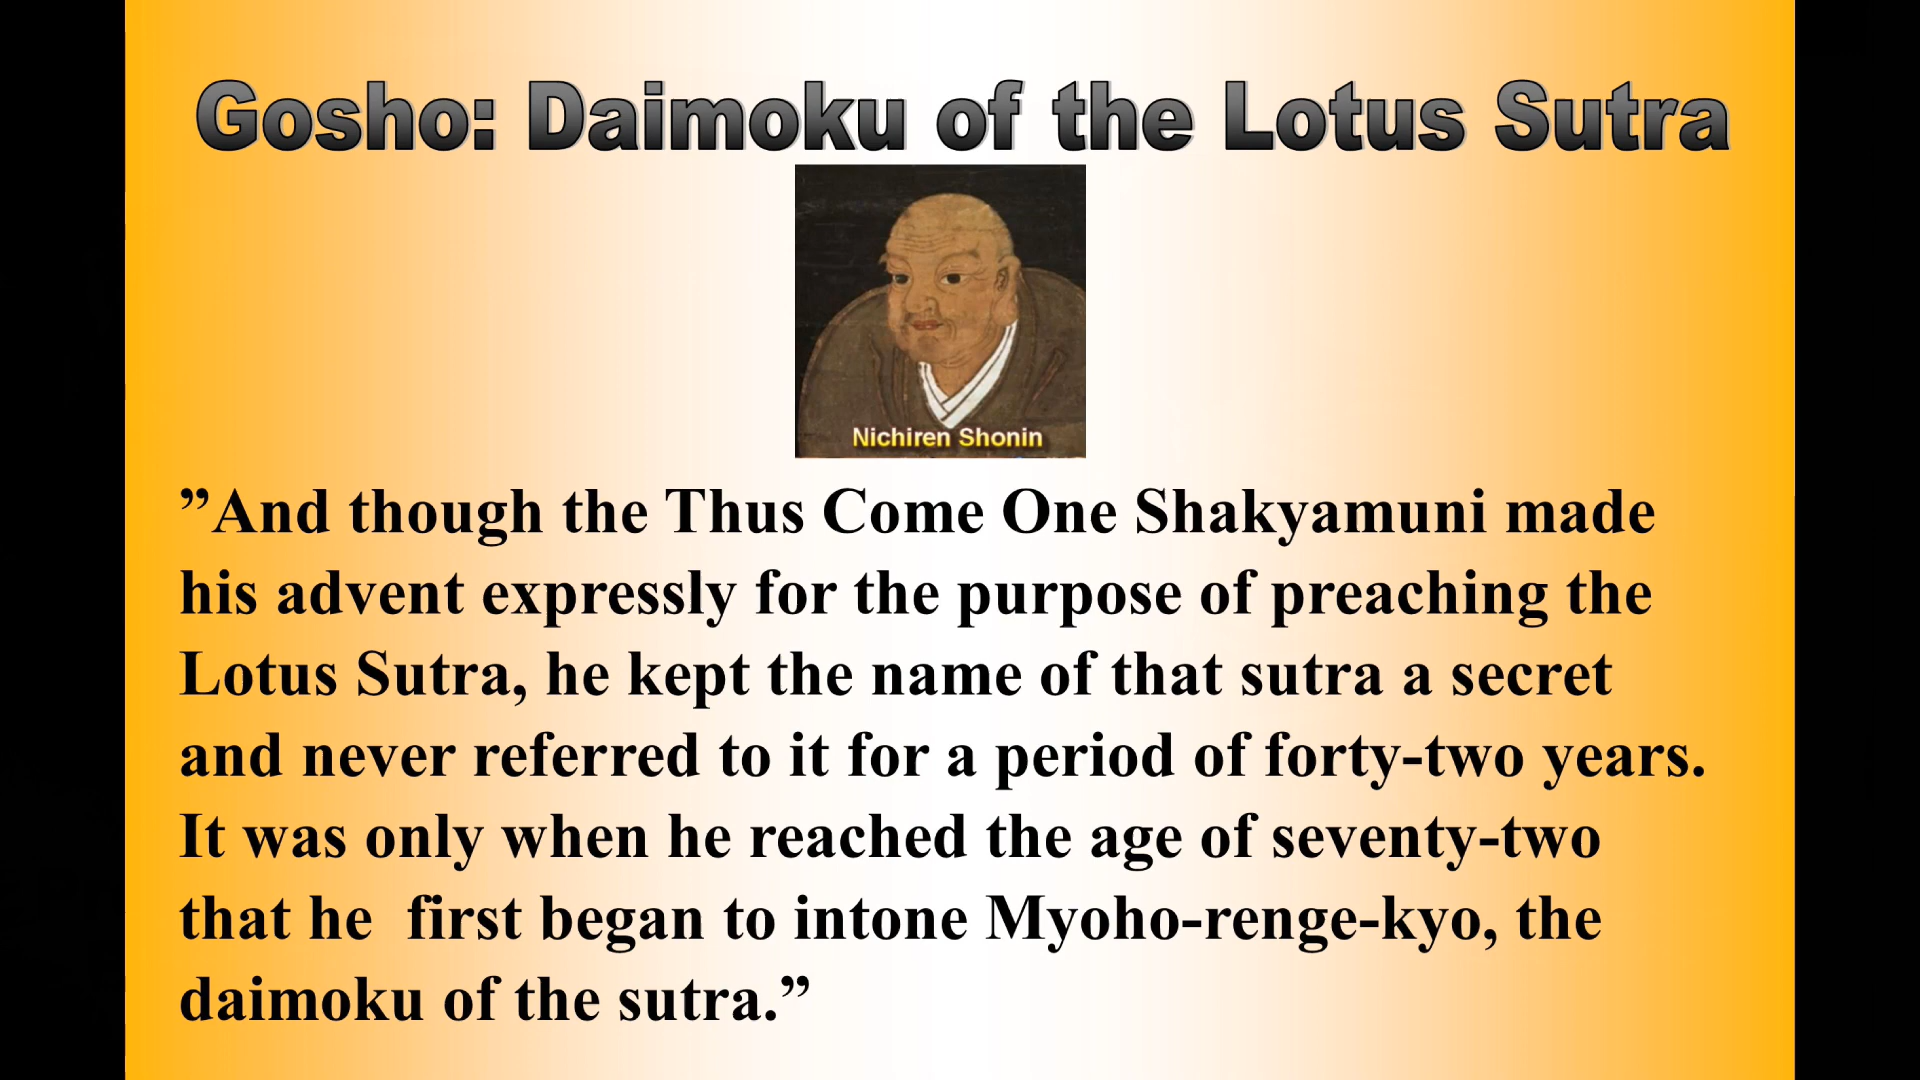 Gosho: Daimoku of the Lotus Sutra
Nichiren Shonin
”And though the Thus Come One Shakyamuni made
his advent expressly for the purpose of preaching the
Lotus Sutra, he kept the name of that sutra a secret
and never referred to it for a period of forty-two years.
It was only when he reached the age of seventy-two
that he  first began to intone Myoho-renge-kyo, the
daimoku of the sutra.”